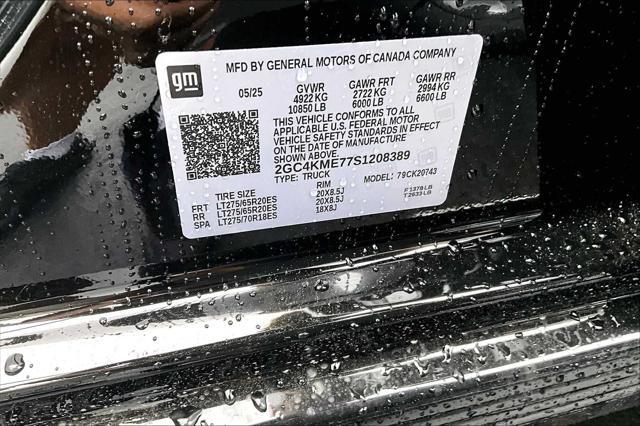 gm
MFD BY GENERAL MOTORS OF CANADA COMPANY
05/25 GVWR GAWR FRT GAWR RR
4922 KG 2722 KG 2994 KG
10850 LB 6000 LB 6600 LB
THIS VEHICLE CONFORMS TO ALL
APPLICABLE U.S. FEDERAL MOTOR
VEHICLE SAFETY STANDARDS IN EFFECT
ON THE DATE OF MANUFACTURE
SHOWN ABOVE
2GC4KME77S1208389
TYPE: TRUCK MODEL: 79CK20743
TIRE SIZE RIM
FRT LT275/65R20ES 20X8.5J F1378LB
RR LT275/65R20ES 20X8.5J T2633LB
SPA LT275/70R18ES 18X8J